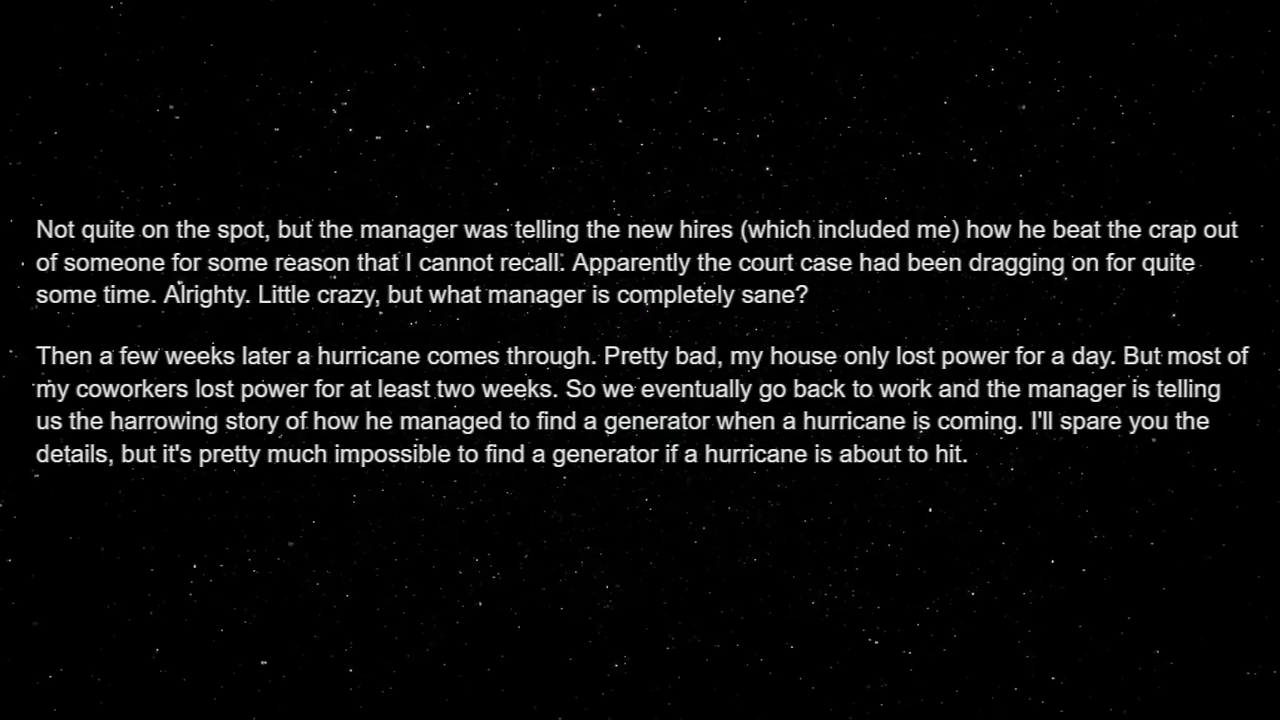 Not quite on the spot, but the manager was telling the new hires (which included me) how he beat the crap out
of someone for some reason that I cannot recall. Apparently the court case had been dragging on for quite
some time. Alrighty. Little crazy, but what manager is completely sane?
Then a few weeks later a hurricane comes through. Pretty bad, my house only lost power for a day. But most of
my coworkers lost power for at least two weeks. So we eventually go back to work and the manager is telling
us the harrowing story of how he managed to find a generator when a hurricane is coming. I'll spare you the
details, but it's pretty much impossible to find a generator if a hurricane is about to hit.